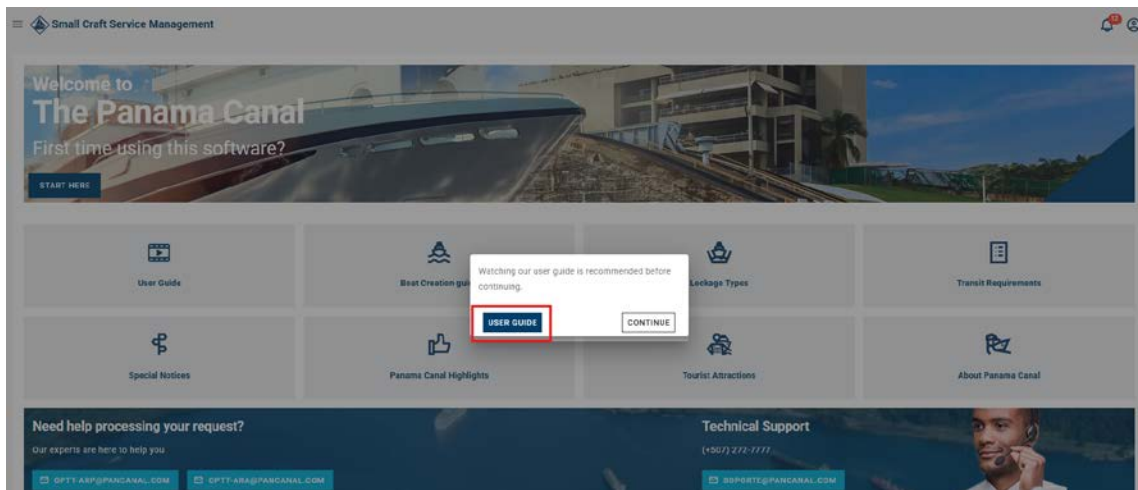 Small Craft Service Management
12
Welcome to
The Panama Canal
First time using this software?
START HERE
User Guide
Boat Creation gui
Lockage Types
Transit Requirements
Watching our user guide is recommended before
continuing.
USER GUIDE
CONTINUE
Special Notices
Panama Canal Highlights
Tourist Attractions
About Panama Canal
Need help processing your request?
Our experts are here to help you
Technical Support
(+507) 272-7777
OPTT-ARP@PANCANAL.COM
OPTT-ARA@PANCANAL.COM
SOPORTE@PANCANAL.COM